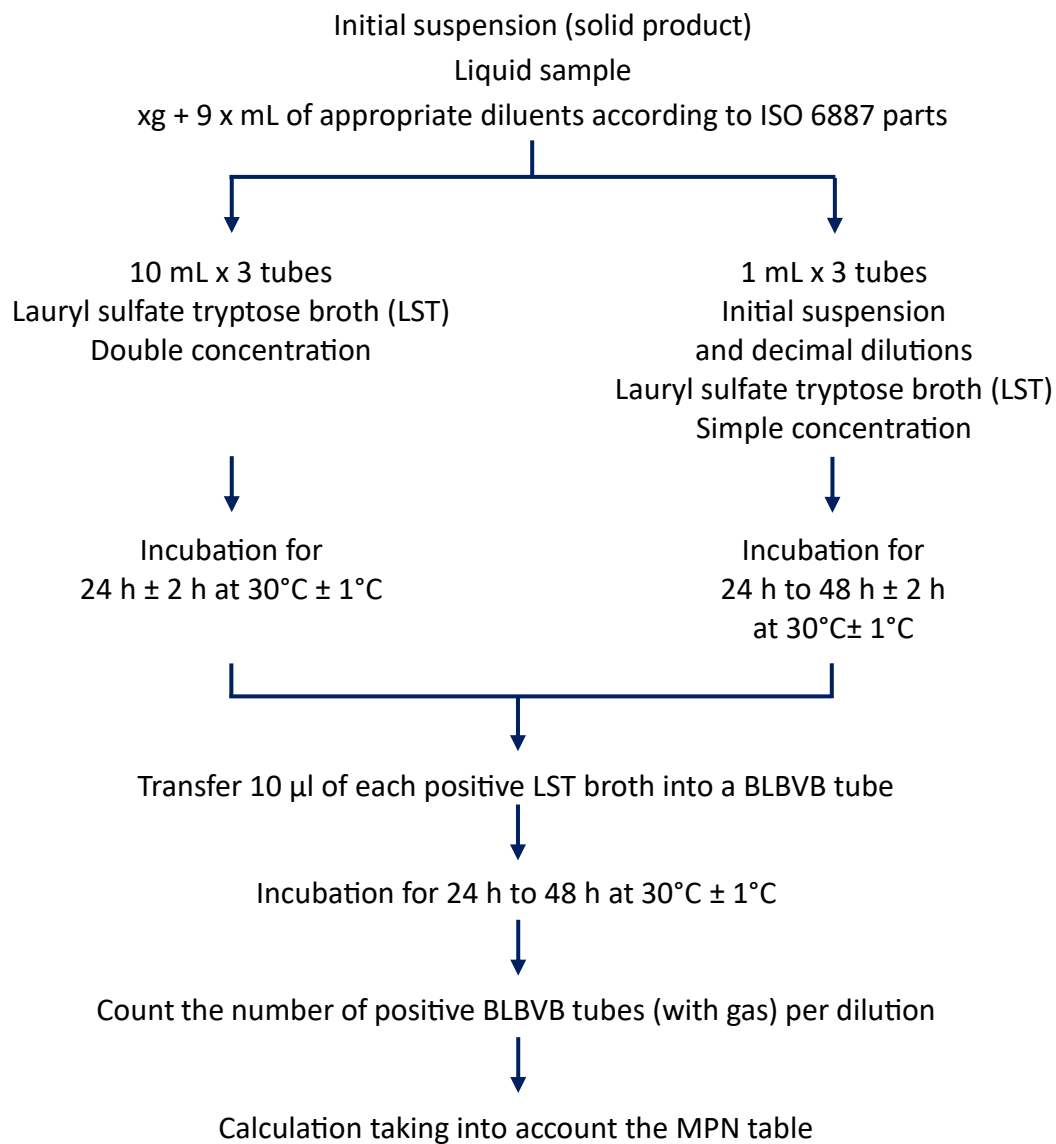 Initial suspension (solid product)
Liquid sample
xg + 9 x mL of appropriate diluents according to ISO 6887 parts
10 mL x 3 tubes
Lauryl sulfate tryptose broth (LST)
Double concentration
1 mL x 3 tubes
Initial suspension
and decimal dilutions
Lauryl sulfate tryptose broth (LST)
Simple concentration
Incubation for
24 h ± 2 h at 30°C ± 1°C
Incubation for
24 h to 48 h ± 2 h
at 30°C± 1°C
Transfer 10 µl of each positive LST broth into a BLBVB tube
Incubation for 24 h to 48 h at 30°C ± 1°C
Count the number of positive BLBVB tubes (with gas) per dilution
Calculation taking into account the MPN table